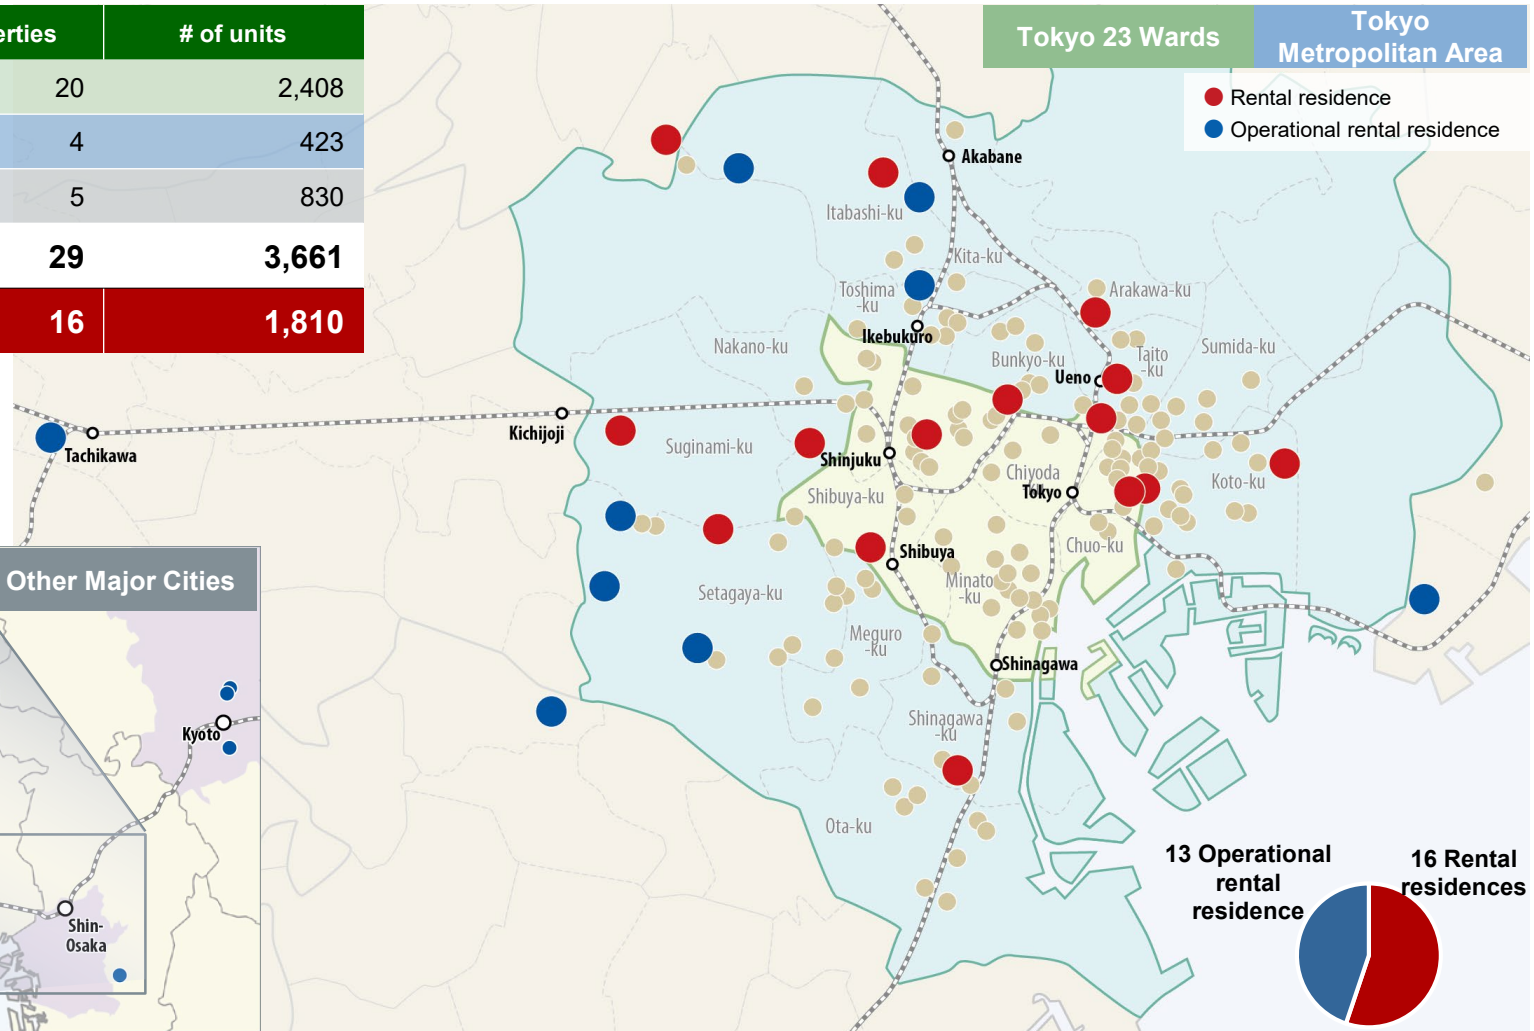 erties # of units
20 2,408
4 423
5 830
29 3,661
16 1,810
Tokyo 23 Wards
Tokyo
Metropolitan Area
Rental residence
Operational rental residence
Akabane
Itabashi-ku
Kita-ku
Toshima
-ku
Arakawa-ku
Ikebukuro
Nakano-ku
Bunkyo-ku
Taito
-ku
Sumida-ku
Ueno
Kichijoji
Tachikawa
Suginami-ku
Shinjuku
Chiyoda
Koto-ku
Shibuya-ku
Tokyo
Chuo-ku
Shibuya
Minato
-ku
Setagaya-ku
Meguro
-ku
Shinagawa
Shinagawa
-ku
Ota-ku
Other Major Cities
Kyoto
Shin-
Osaka
13 Operational
rental
residence
16 Rental
residences